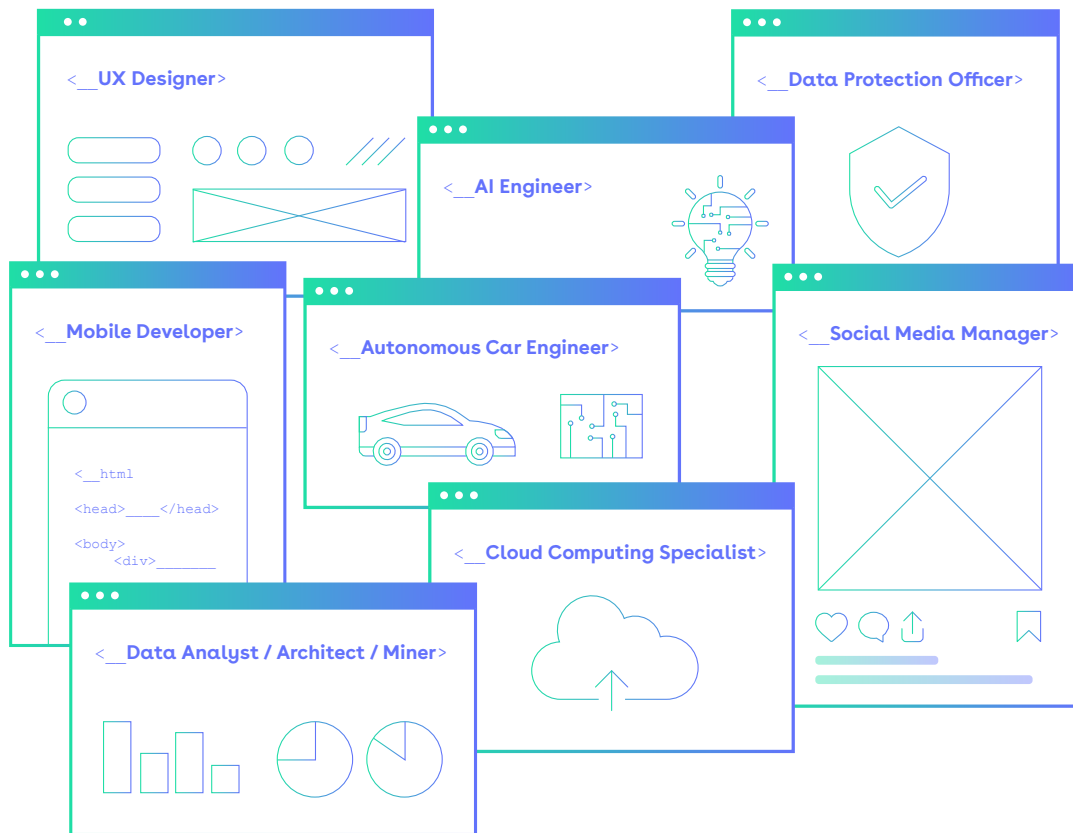 <__UX Designer>
<__Data Protection Officer>
<__AI Engineer>
<__Mobile Developer>
<__Autonomous Car Engineer>
<__Social Media Manager>
<__html
<head>____</head>
<body>
<div>_______
<__Cloud Computing Specialist>
<__Data Analyst / Architect / Miner>